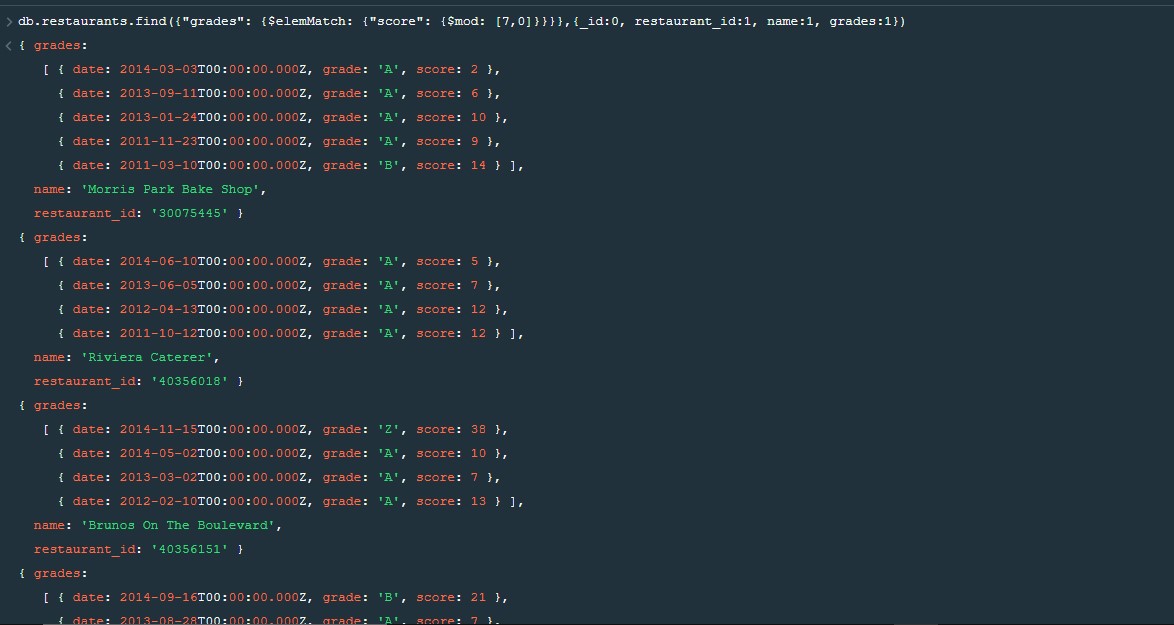 > db.restaurants.find({"grades": {$elemMatch: {"score": {$mod: [7,0]}}}},{_id:0, restaurant_id:1, name:1, grades:1})
< { grades:
[ { date: 2014-03-03T00:00:00.000Z, grade: 'A', score: 2 },
{ date: 2013-09-11T00:00:00.000Z, grade: 'A', score: 6 },
{ date: 2013-01-24T00:00:00.000Z, grade: 'A', score: 10 },
{ date: 2011-11-23T00:00:00.000Z, grade: 'A', score: 9 },
{ date: 2011-03-10T00:00:00.000Z, grade: 'B', score: 14 } ],
name: 'Morris Park Bake Shop',
restaurant_id: '30075445' }
{ grades:
[ { date: 2014-06-10T00:00:00.000Z, grade: 'A', score: 5 },
{ date: 2013-06-05T00:00:00.000Z, grade: 'A', score: 7 },
{ date: 2012-04-13T00:00:00.000Z, grade: 'A', score: 12 },
{ date: 2011-10-12T00:00:00.000Z, grade: 'A', score: 12 } ],
name: 'Riviera Caterer',
restaurant_id: '40356018' }
{ grades:
[ { date: 2014-11-15T00:00:00.000Z, grade: 'Z', score: 38 },
{ date: 2014-05-02T00:00:00.000Z, grade: 'A', score: 10 },
{ date: 2013-03-02T00:00:00.000Z, grade: 'A', score: 7 },
{ date: 2012-02-10T00:00:00.000Z, grade: 'A', score: 13 } ],
name: 'Brunos On The Boulevard',
restaurant_id: '40356151' }
{ grades:
[ { date: 2014-09-16T00:00:00.000Z, grade: 'B', score: 21 },
{ date: 2013-08-28T00:00:00.000Z, grade: 'A', score: 7 },